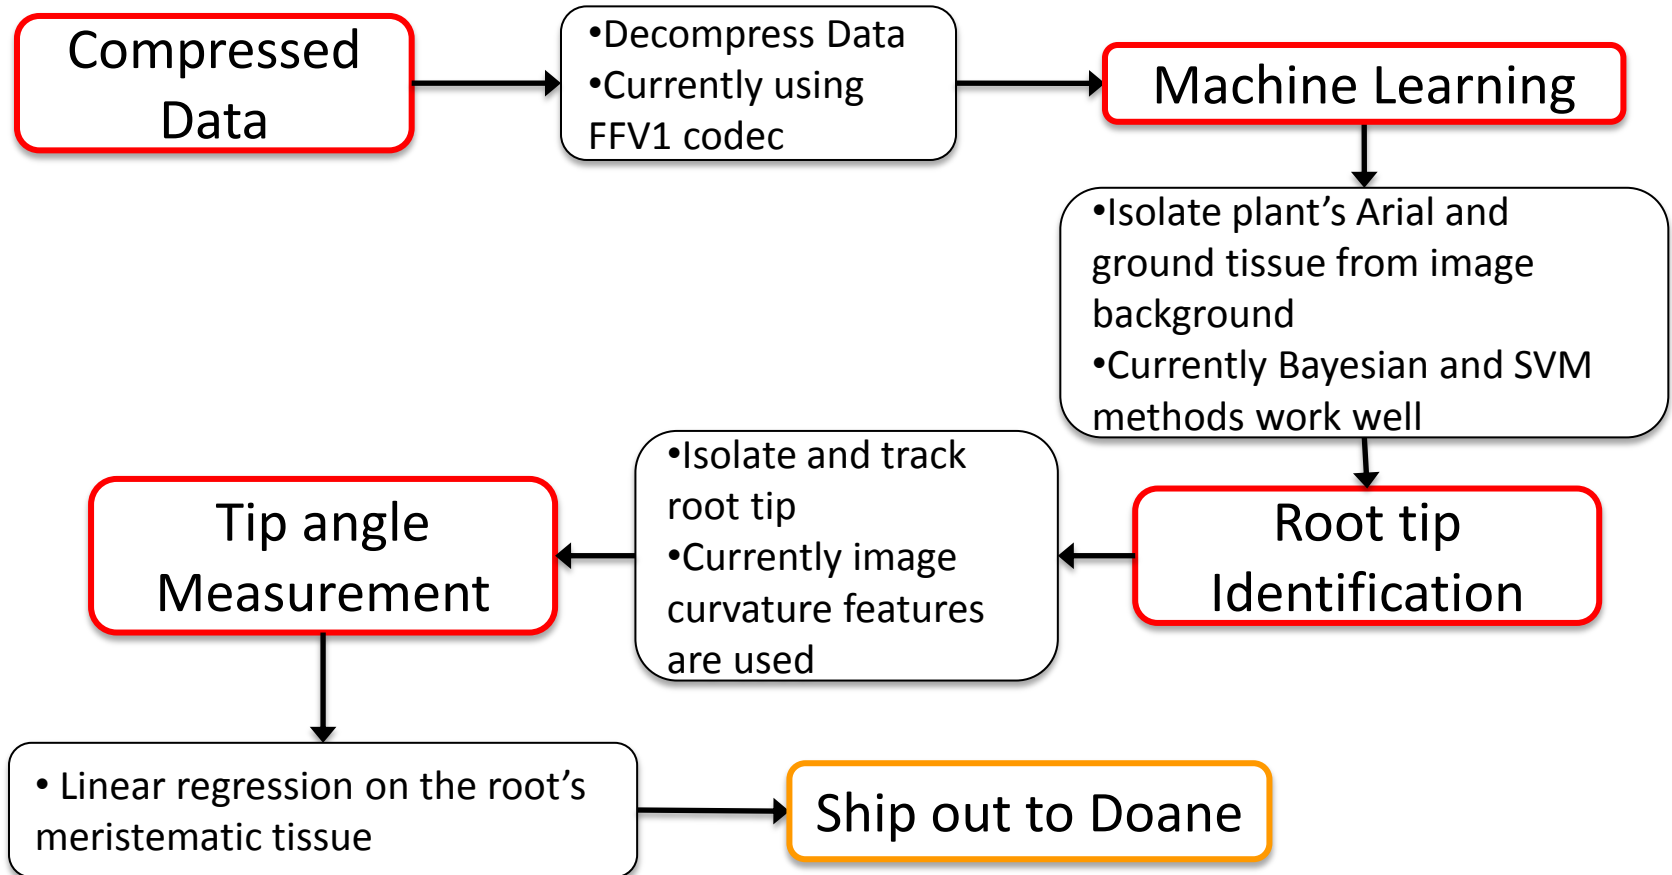 Compressed
Data
•Decompress Data
•Currently using
FFV1 codec
Machine Learning
•Isolate plant’s Arial and
ground tissue from image
background
•Currently Bayesian and SVM
methods work well
Root tip
Identification
•Isolate and track
root tip
•Currently image
curvature features
are used
Tip angle
Measurement
• Linear regression on the root’s
meristematic tissue
Ship out to Doane